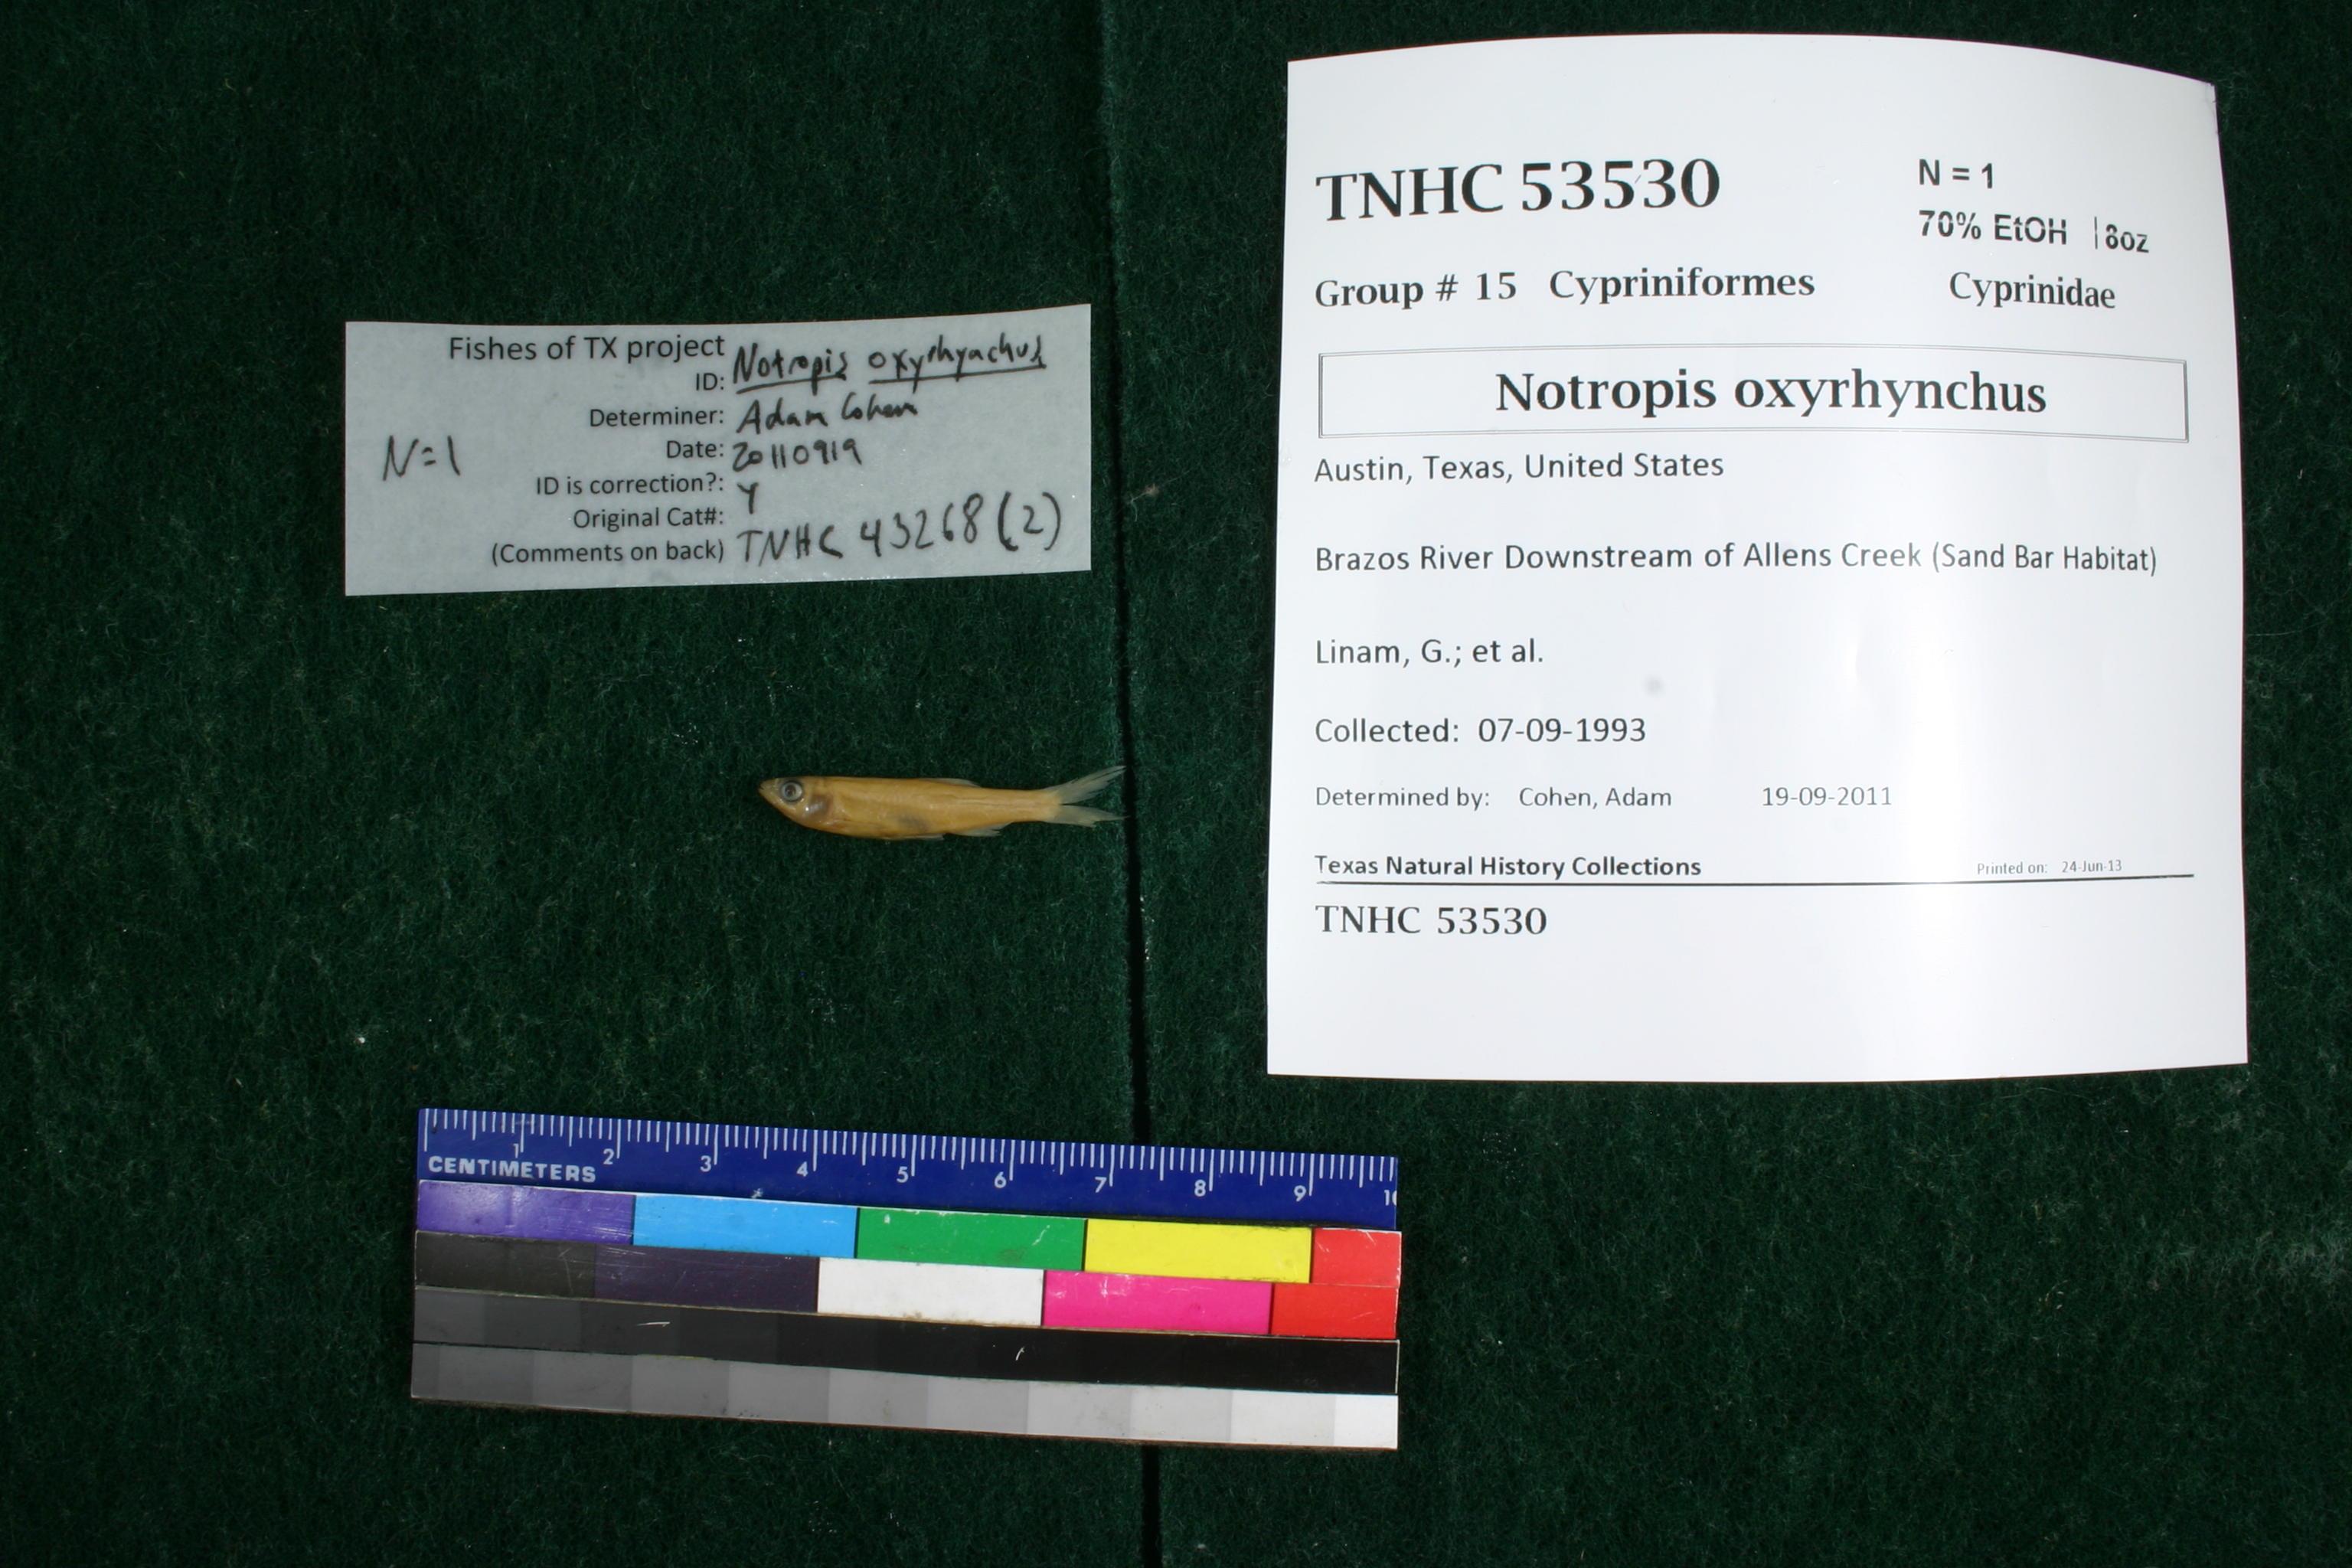 Fishes of TX project
ID: Notropis oxyrhynchus
Determiner: Adam Cohen
Date: 20110919
N=1
ID is correction?: Y
Original Cat#: TNHC 43268 (2)
(Comments on back)
TNHC 53530
N = 1
70% EtOH | 8oz
Group # 15 Cypriniformes Cyprinidae
Notropis oxyrhynchus
Austin, Texas, United States
Brazos River Downstream of Allens Creek (Sand Bar Habitat)
Linam, G.; et al.
Collected: 07-09-1993
Determined by: Cohen, Adam 19-09-2011
Texas Natural History Collections Printed on: 24-Jun-13
TNHC 53530
1 2 3 4 5 6 7 8 9 10
CENTIMETERS